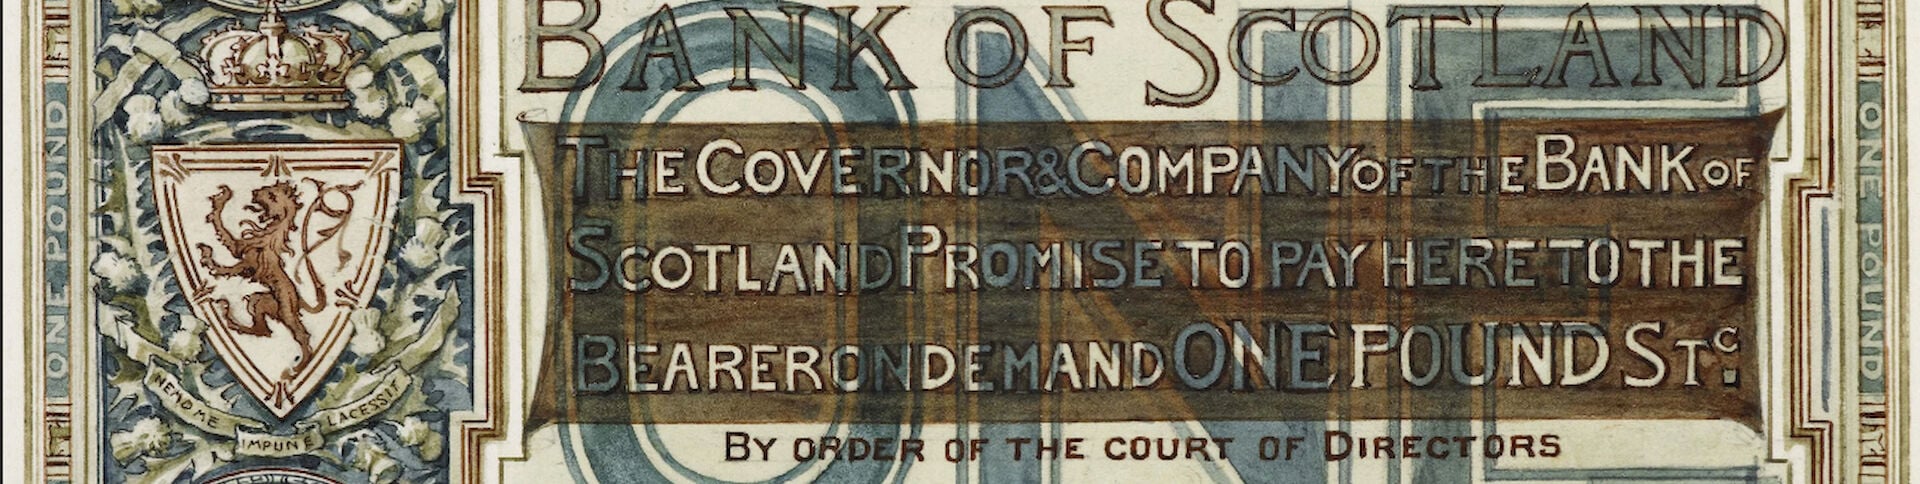 BANK OF SCOTLAND
THE GOVERNOR & COMPANY OF THE BANK OF
SCOTLAND PROMISE TO PAY HERE TO THE
BEARER ON DEMAND ONE POUND STG.
BY ORDER OF THE COURT OF DIRECTORS
ONE
ONE POUND
ONE POUND
NEMO ME
IMPUNE
LACESSIT